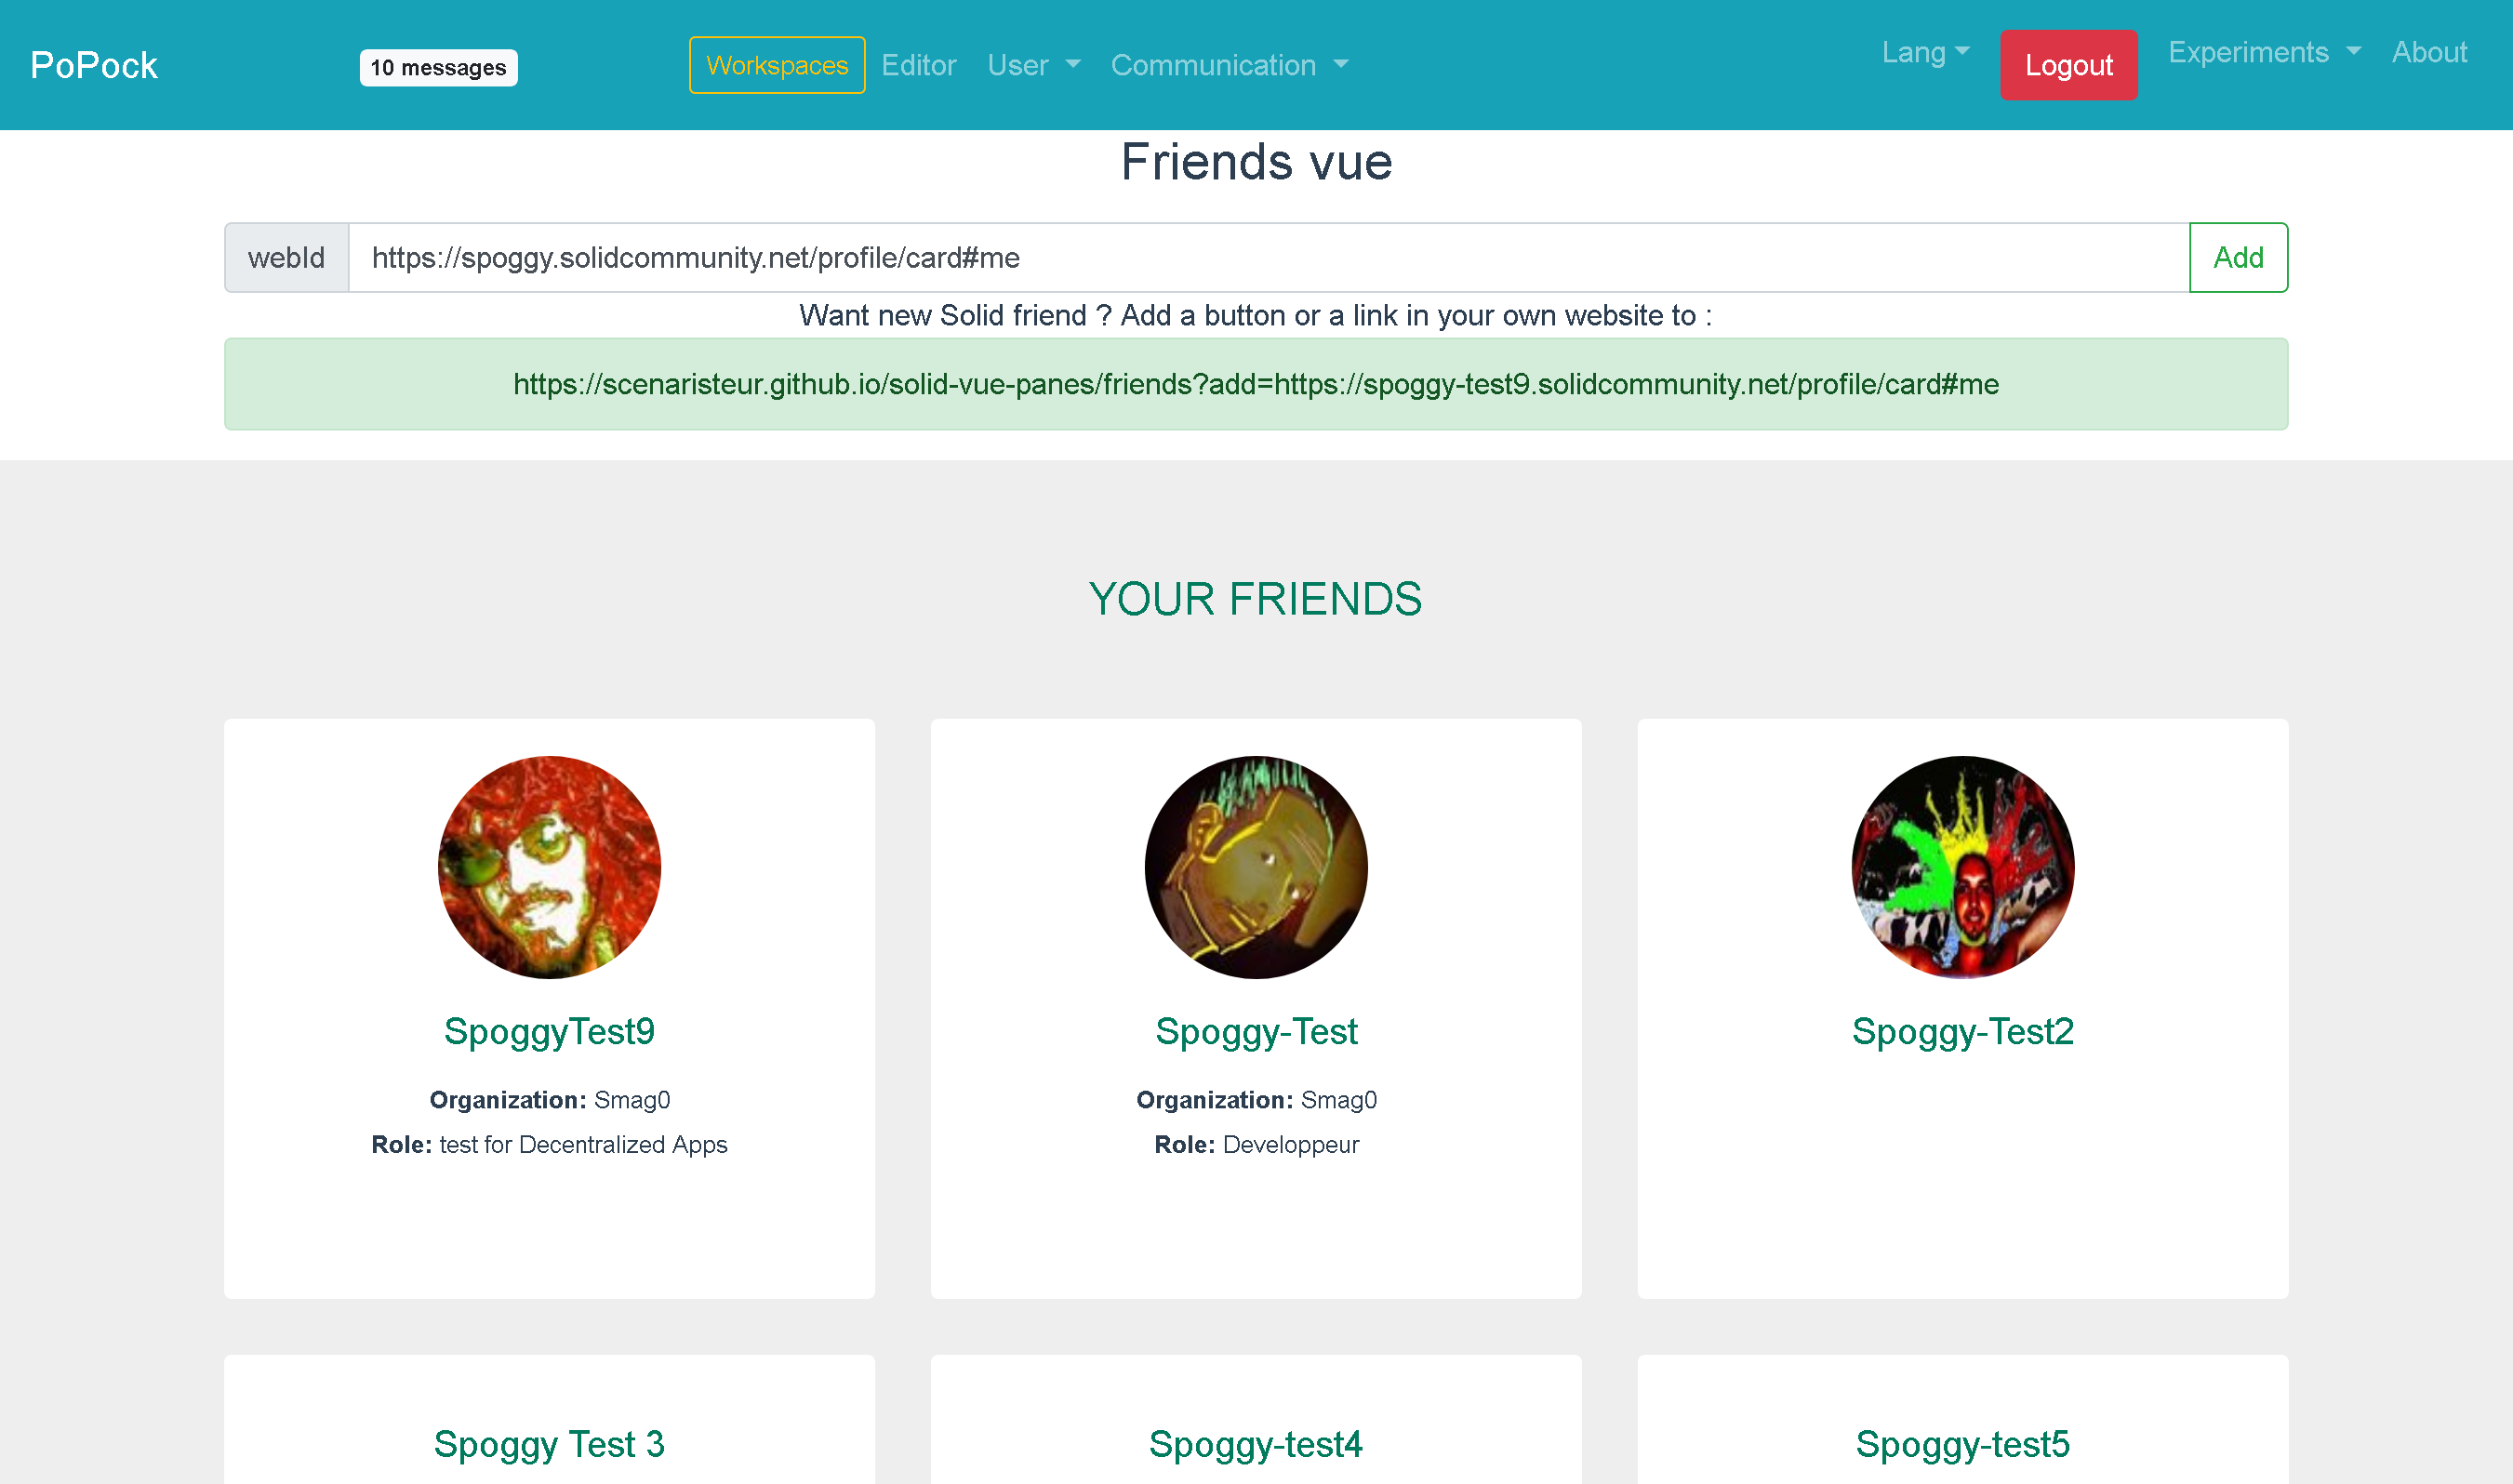 PoPock
10 messages
Workspaces Editor User Communication
Lang Logout Experiments About
Friends vue
webId https://spoggy.solidcommunity.net/profile/card#me Add
Want new Solid friend ? Add a button or a link in your own website to :
https://scenaristeur.github.io/solid-vue-panes/friends?add=https://spoggy-test9.solidcommunity.net/profile/card#me
YOUR FRIENDS
SpoggyTest9
Organization: Smag0
Role: test for Decentralized Apps
Spoggy-Test
Organization: Smag0
Role: Developpeur
Spoggy-Test2
Spoggy Test 3
Spoggy-test4
Spoggy-test5